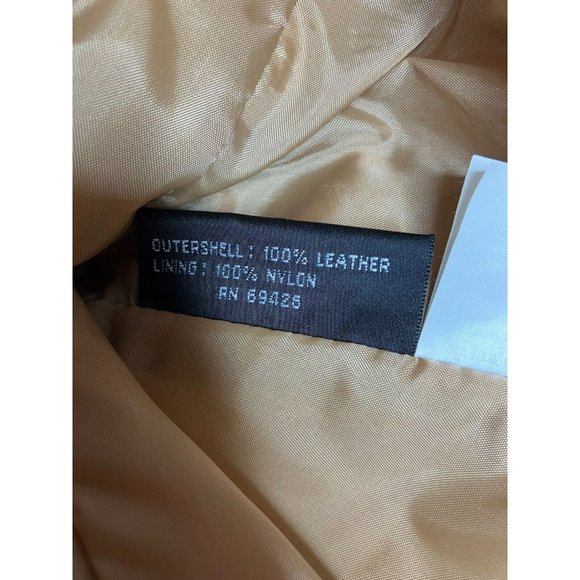 OUTERSHELL: 100% LEATHER
LINING: 100% NYLON
RN 69426